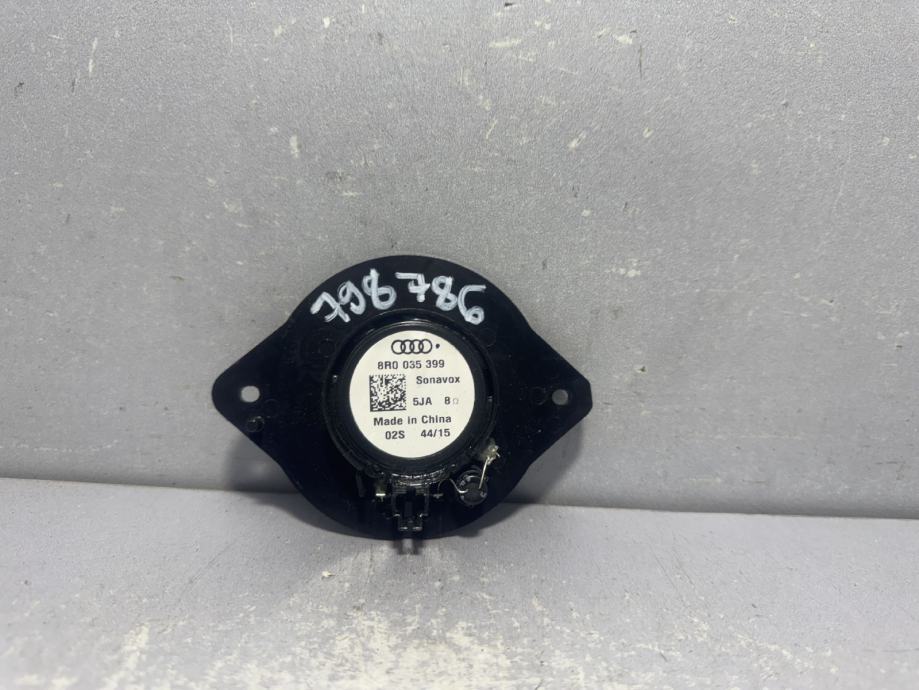 798786
8R0 035 399
Sonavox
5JA 8Ω
Made in China
02S 44/15